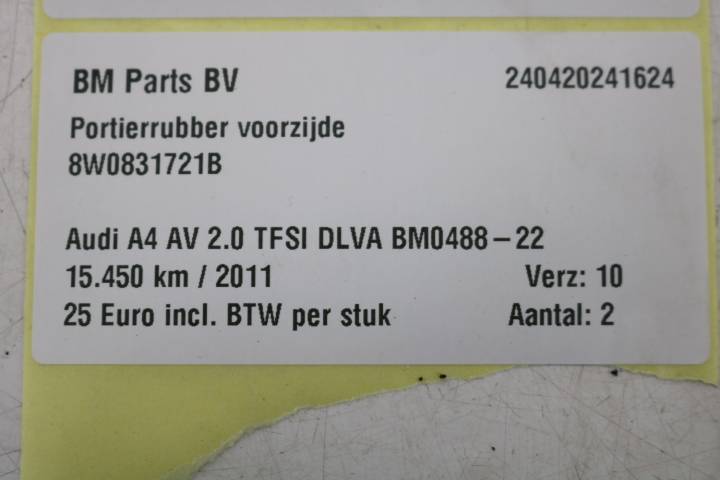 BM Parts BV 240420241624
Portierrubber voorzijde
8W0831721B
Audi A4 AV 2.0 TFSI DLVA BM0488-22
15.450 km / 2011 Verz: 10
25 Euro incl. BTW per stuk Aantal: 2